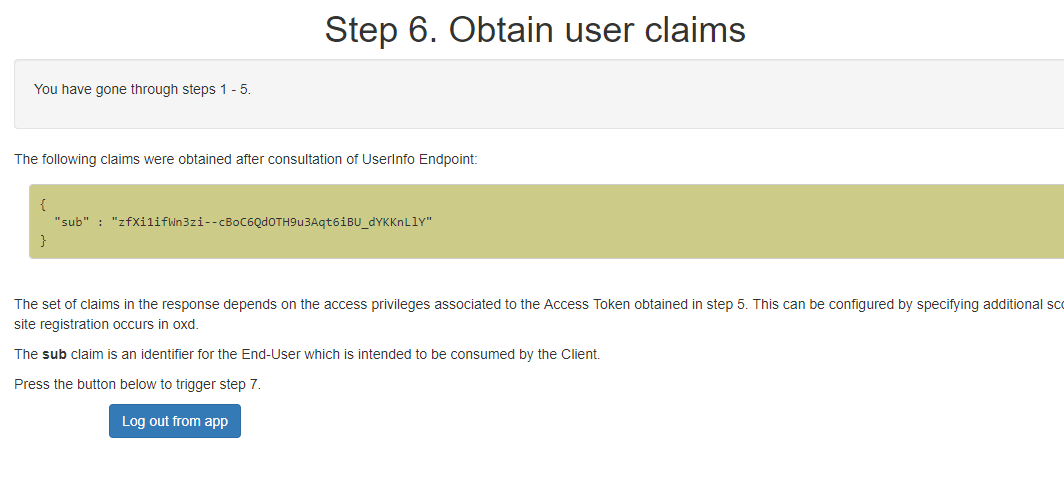 Step 6. Obtain user claims
You have gone through steps 1 - 5.
The following claims were obtained after consultation of UserInfo Endpoint:
{
"sub" : "zfXi1ifWn3zi--cBoC6QdOTH9u3Aqt6iBU_dYKKnLlY"
}
The set of claims in the response depends on the access privileges associated to the Access Token obtained in step 5. This can be configured by specifying additional sco
site registration occurs in oxd.
The sub claim is an identifier for the End-User which is intended to be consumed by the Client.
Press the button below to trigger step 7.
Log out from app